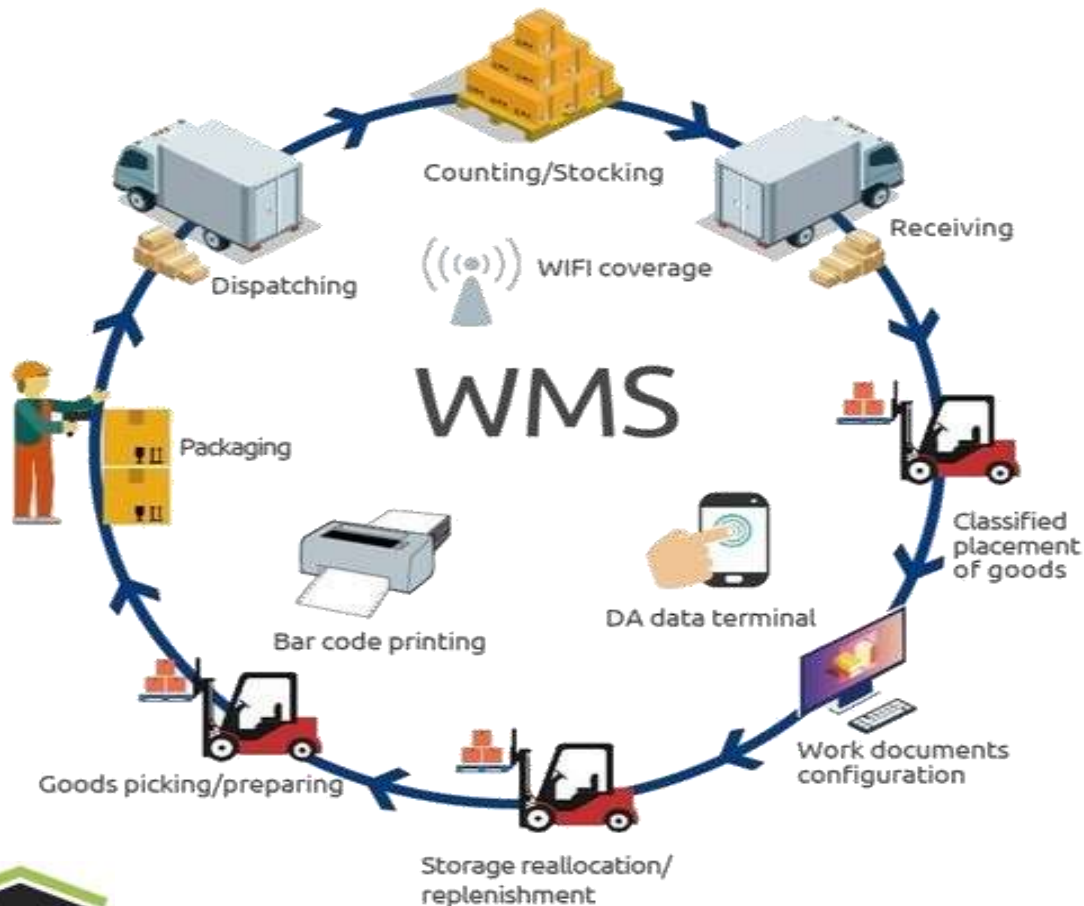 Counting/Stocking
Receiving
Dispatching
WIFI coverage
WMS
Packaging
Classified
placement
of goods
DA data terminal
Bar code printing
Work documents
configuration
Goods picking/preparing
Storage reallocation/
replenishment